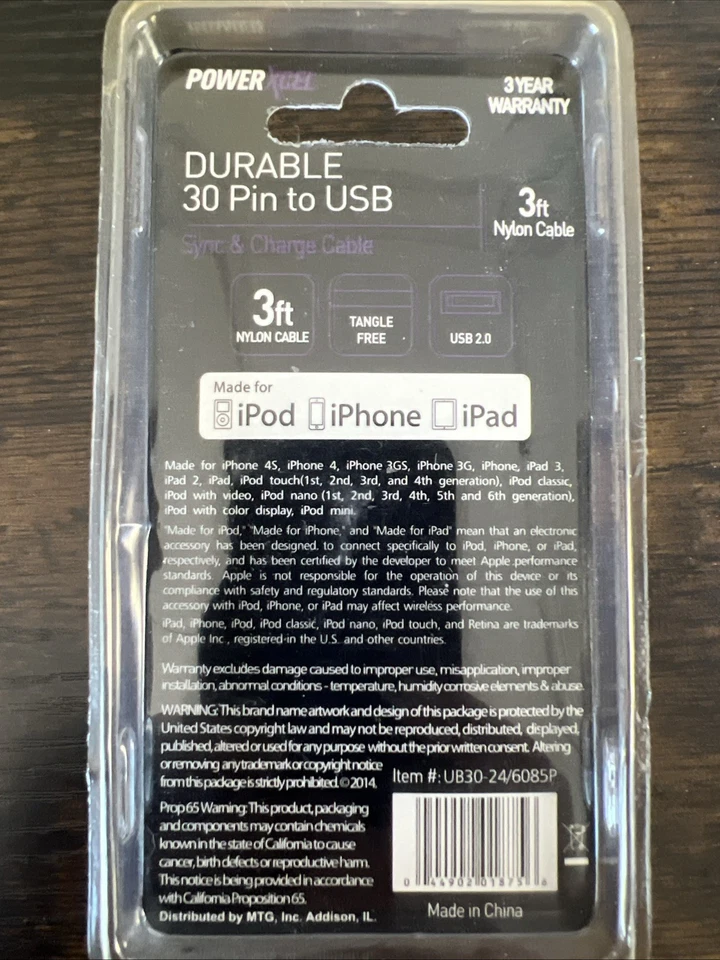 POWERXCEL
3 YEAR
WARRANTY
DURABLE
30 Pin to USB
3ft
Nylon Cable
Sync & Charge Cable
3ft
NYLON CABLE
TANGLE
FREE
USB 2.0
Made for
iPod iPhone iPad
Made for iPhone 4S, iPhone 4, iPhone 3GS, iPhone 3G, iPhone, iPad 3,
iPad 2, iPad, iPod touch(1st, 2nd, 3rd, and 4th generation), iPod classic,
iPod with video, iPod nano (1st, 2nd, 3rd, 4th, 5th and 6th generation),
iPod with color display, iPod mini.
"Made for iPod," "Made for iPhone," and "Made for iPad" mean that an electronic
accessory has been designed to connect specifically to iPod, iPhone, or iPad,
respectively, and has been certified by the developer to meet Apple performance
standards. Apple is not responsible for the operation of this device or its
compliance with safety and regulatory standards. Please note that the use of this
accessory with iPod, iPhone, or iPad may affect wireless performance.
iPad, iPhone, iPod, iPod classic, iPod nano, iPod touch, and Retina are trademarks
of Apple Inc., registered in the U.S. and other countries.
Warranty excludes damage caused to improper use, misapplication, improper
installation, abnormal conditions - temperature, humidity corrosive elements & abuse.
WARNING: This brand name artwork and design of this package is protected by the
United States copyright law and may not be reproduced, distributed, displayed,
published, altered or used for any purpose without the prior written consent. Altering
or removing any trademark or copyright notice
from this package is strictly prohibited. © 2014.
Item #: UB30-24/6085P
Prop 65 Warning: This product, packaging
and components may contain chemicals
known in the state of California to cause
cancer, birth defects or reproductive harm.
This notice is being provided in accordance
with California Proposition 65.
0 44902 01875 6
Distributed by MTG, Inc. Addison, IL.
Made in China